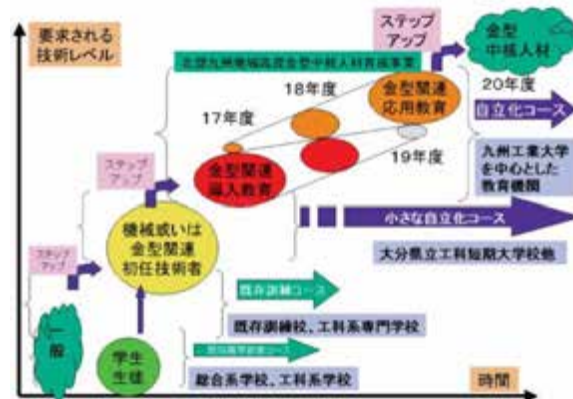 要求される
技術レベル
ステップ
アップ
金型
中核人材
北部九州地域高度金型中核人材育成事業
20年度
18年度
金型関連
応用教育
自立化コース
17年度
19年度
九州工業大学
を中心とした
教育機関
ステップ
アップ
金型関連
導入教育
小さな自立化コース
機械或いは
金型関連
初任技術者
大分県立工科短期大学校他
ステップ
アップ
既存訓練コース
既存訓練校、工科系専門学校
一般
学生
生徒
総合系学校、工科系学校
時間